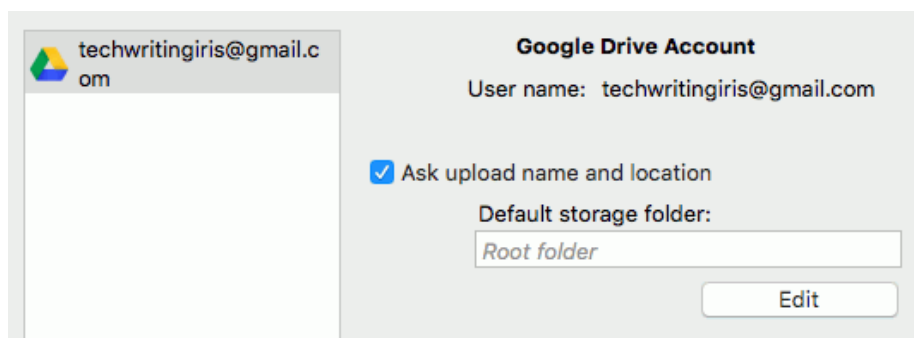 techwritingiris@gmail.c
om
Google Drive Account
User name: techwritingiris@gmail.com
Ask upload name and location
Default storage folder:
Root folder
Edit